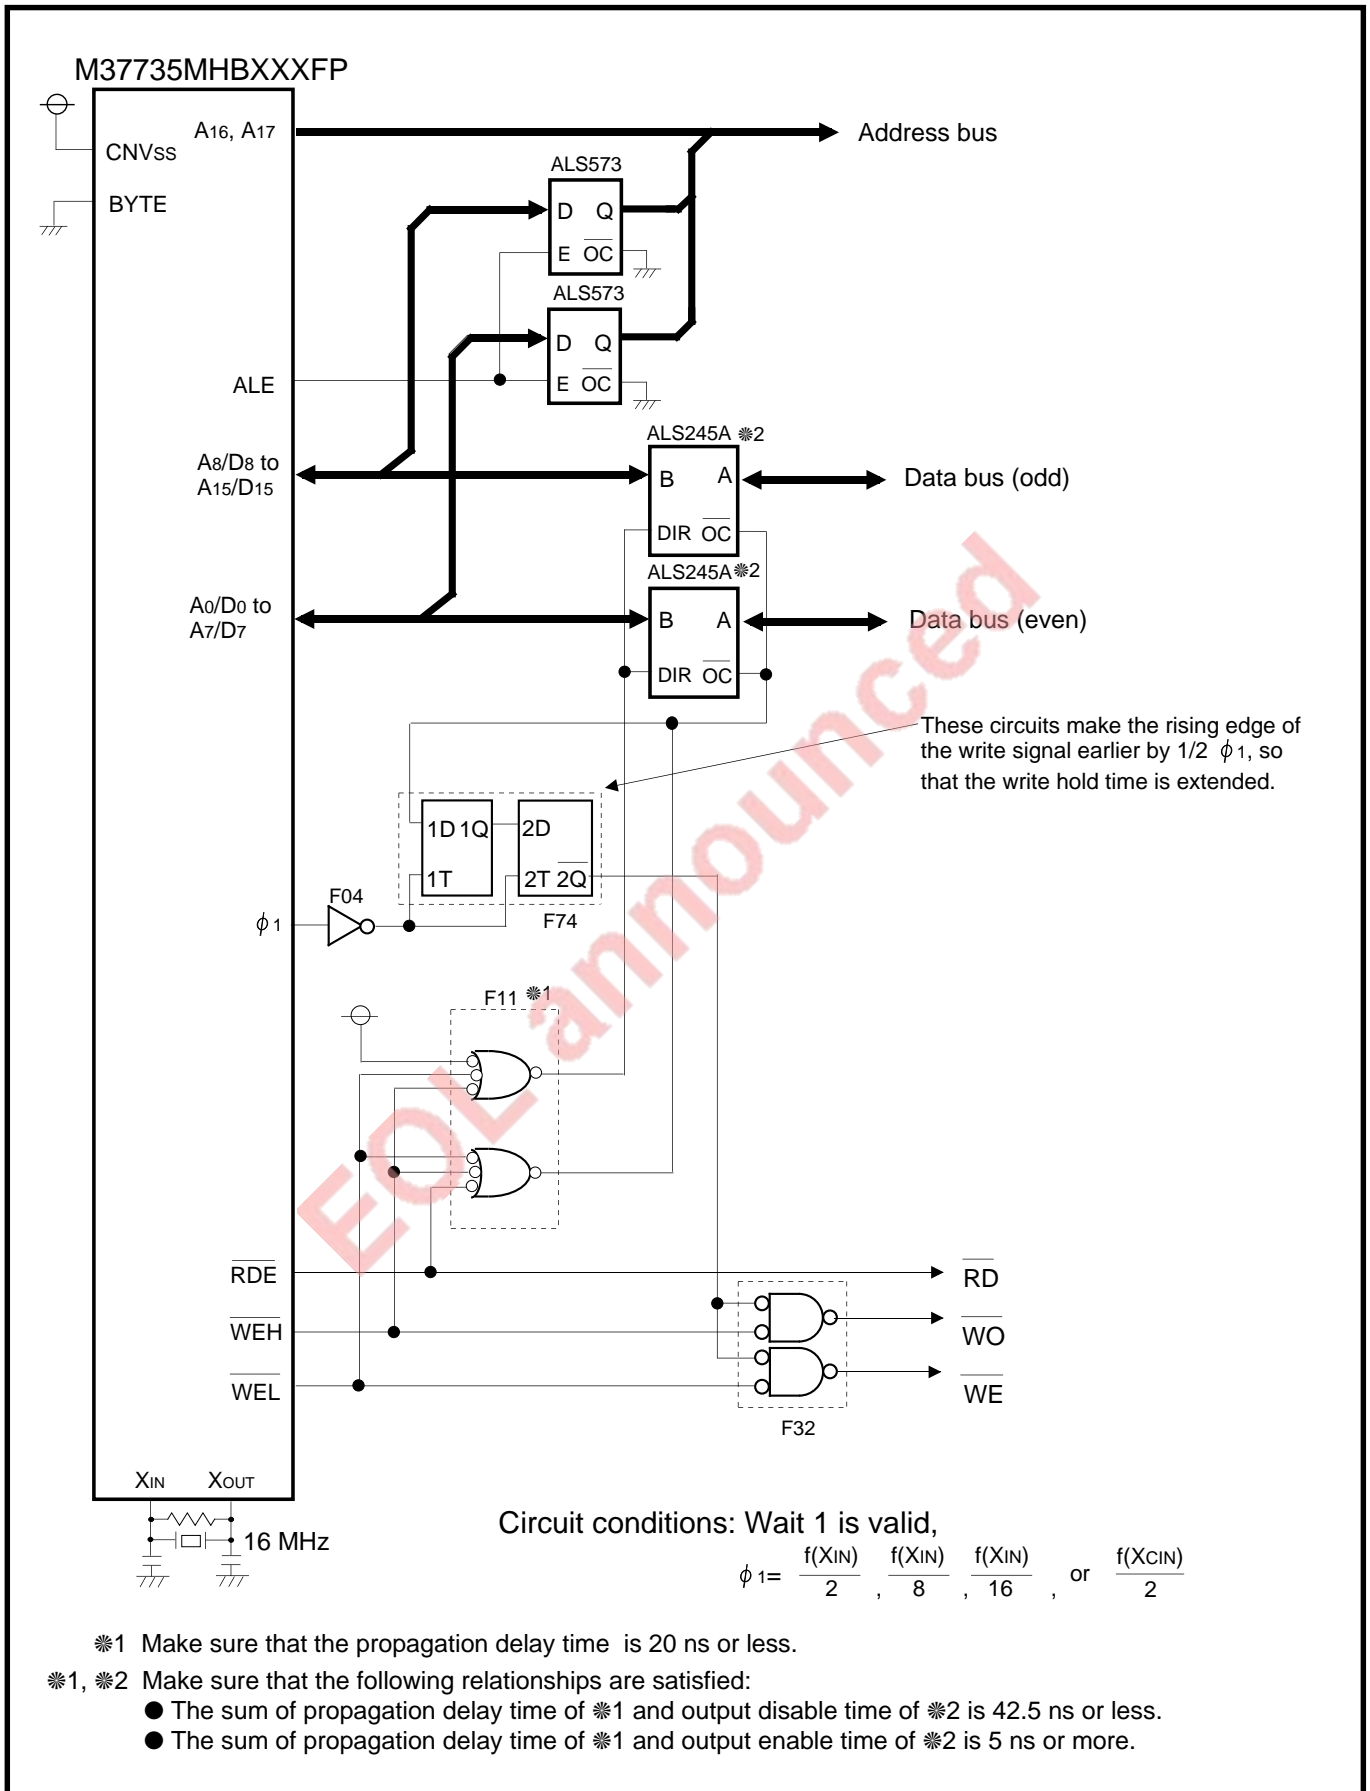 M37735MHBXXXFP
A16, A17
Address bus
CNVSS
BYTE
ALS573
D Q
E OC
ALS573
D Q
E OC
ALE
ALS245A ❋2
A8/D8 to
A15/D15
B A
Data bus (odd)
DIR OC
ALS245A❋2
A0/D0 to
A7/D7
B A
Data bus (even)
DIR OC
These circuits make the rising edge of
the write signal earlier by 1/2 ϕ1, so
that the write hold time is extended.
1D 1Q 2D
1T 2T 2Q
F04
F74
ϕ1
F11 ❋1
EOL announced
RDE
RD
WEH
WO
WEL
WE
F32
XIN XOUT
16 MHz
Circuit conditions: Wait 1 is valid,
ϕ1= f(XIN)/2 , f(XIN)/8 , f(XIN)/16 , or f(XCIN)/2
❋1 Make sure that the propagation delay time is 20 ns or less.
❋1, ❋2 Make sure that the following relationships are satisfied:
● The sum of propagation delay time of ❋1 and output disable time of ❋2 is 42.5 ns or less.
● The sum of propagation delay time of ❋1 and output enable time of ❋2 is 5 ns or more.